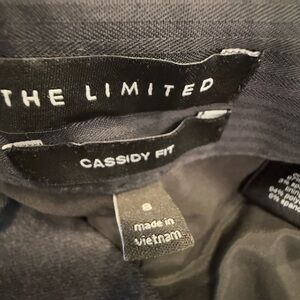 THE LIMITED
CASSIDY FIT
8
made in
vietnam